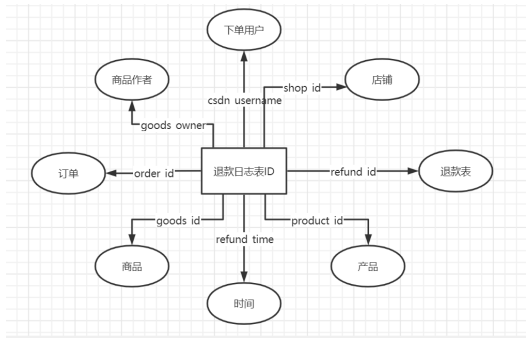 下单用户
商品作者
店铺
shop id
csdn username
goods owner
订单
order id
退款日志表ID
refund id
退款表
goods id
product id
refund time
商品
产品
时间